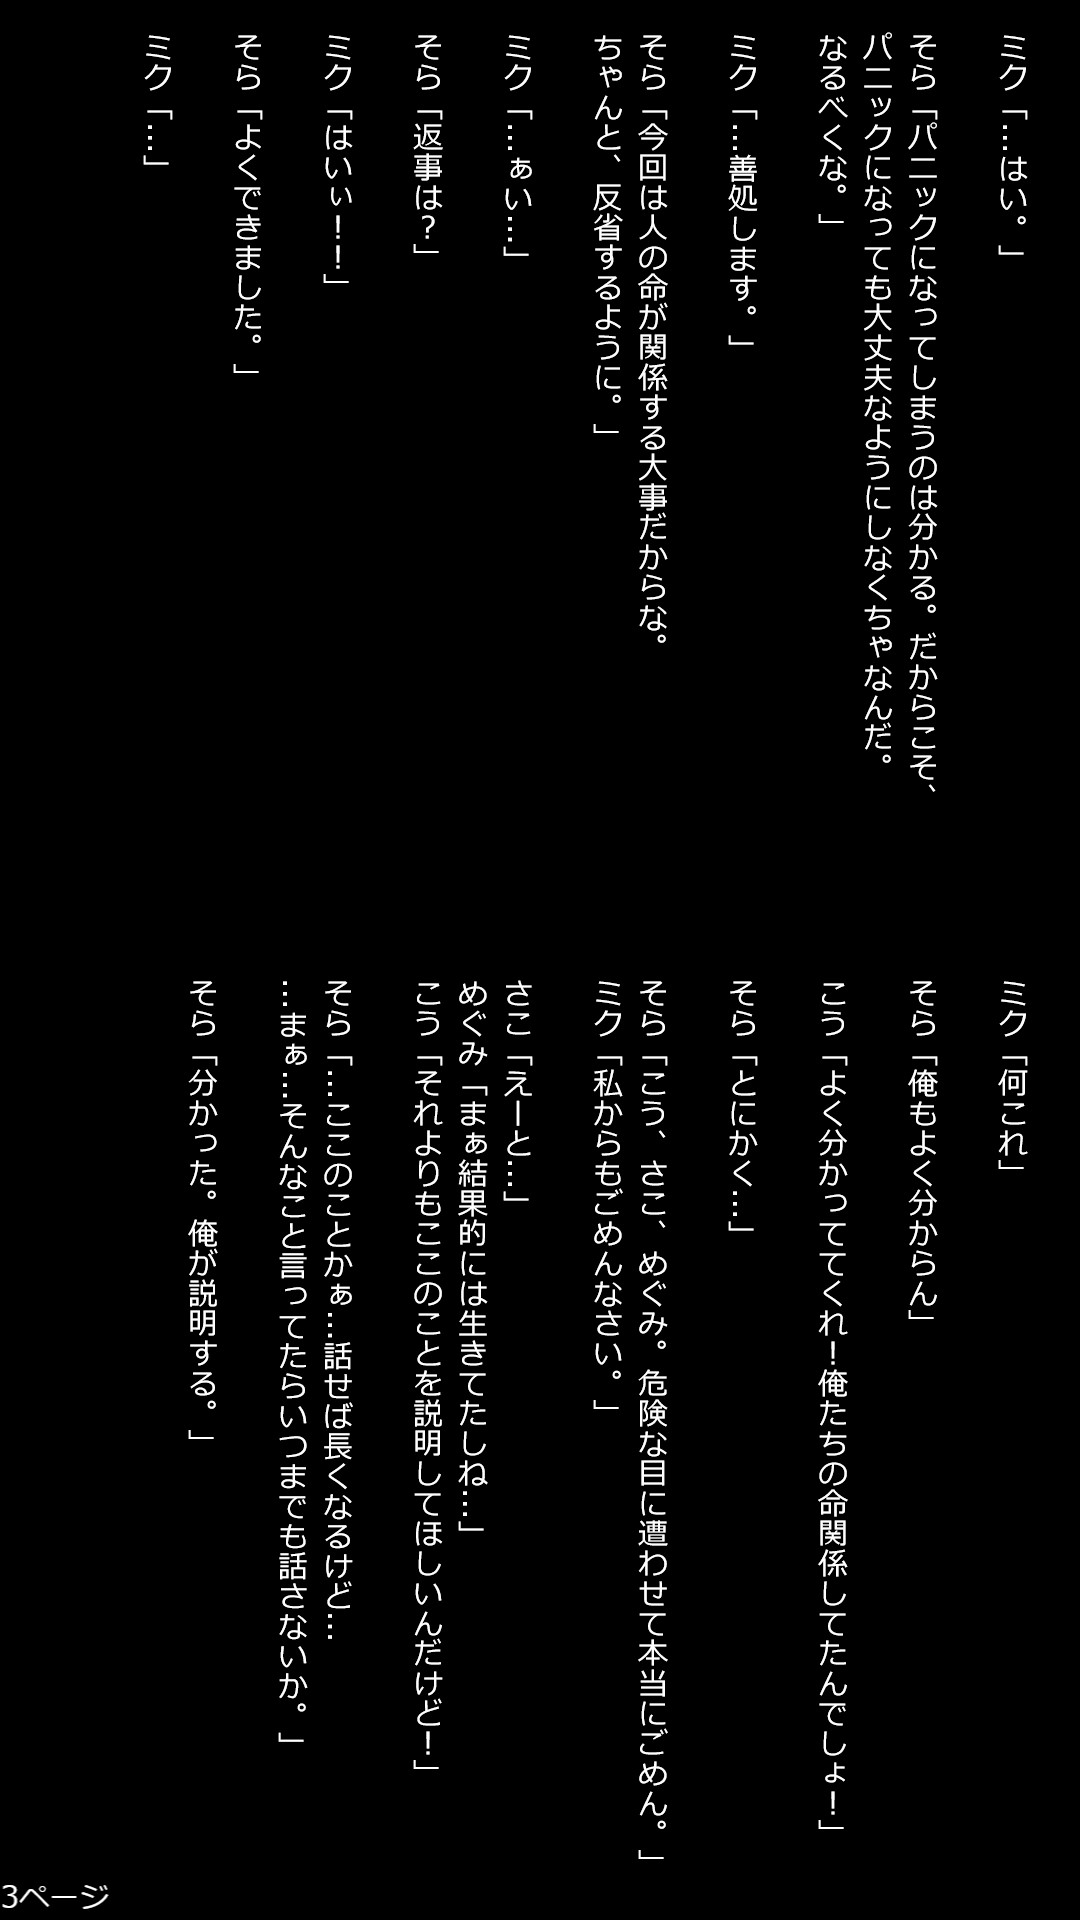 ミク「…はい。」
そら「パニックになってしまうのは分かる。だからこそ、
パニックになっても大丈夫なようにしなくちゃなんだ。
なるべくな。」
ミク「…善処します。」
そら「今回は人の命が関係する大事だからな。
ちゃんと、反省するように。」
ミク「…ぁい…」
そら「返事は？」
ミク「はいぃ！！」
そら「よくできました。」
ミク「…」
ミク「何これ」
そら「俺もよく分からん」
こう「よく分かっててくれ！俺たちの命関係してたんでしょ！」
そら「とにかく…」
そら「こう、さこ、めぐみ。危険な目に遭わせて本当にごめん。」
ミク「私からもごめんなさい。」
さこ「えーと…」
めぐみ「まぁ結果的には生きてたしね…」
こう「それよりもここのことを説明してほしいんだけど！」
そら「…ここのことかぁ…話せば長くなるけど…
…まぁ…そんなこと言ってたらいつまでも話さないか。」
そら「分かった。俺が説明する。」
3ページ